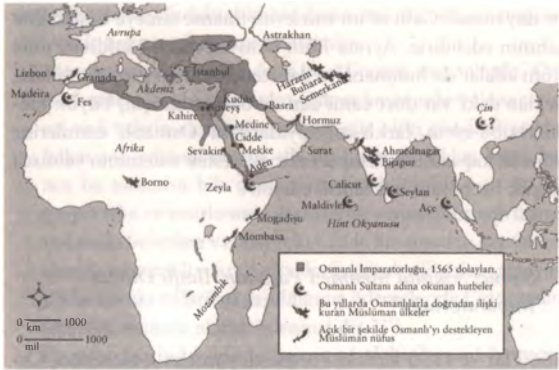 Avrupa
Astrakhan
Lizbon
Granada
İstanbul
Harezm
Buhara
Semerkant
Madeira
Akdeniz
Fes
Kudüs
Basra
Kahire
Süveyş
Hormuz
Çin ?
Medine
Cidde
Afrika
Sevakin
Mekke
Surat
Ahmednagar
Bijapur
Aden
Borno
Zeyla
Calicut
Seylan
Maldivler
Açe
Mogadişu
Hint Okyanusu
Mombasa
Mozambik
Osmanlı İmparatorluğu, 1565 dolayları.
Osmanlı Sultanı adına okunan hutbeler
Bu yıllarda Osmanlılarla doğrudan ilişki
kuran Müslüman ülkeler
Açık bir şekilde Osmanlı'yı destekleyen
Müslüman nüfus
0 km 1000
0 mil 1000